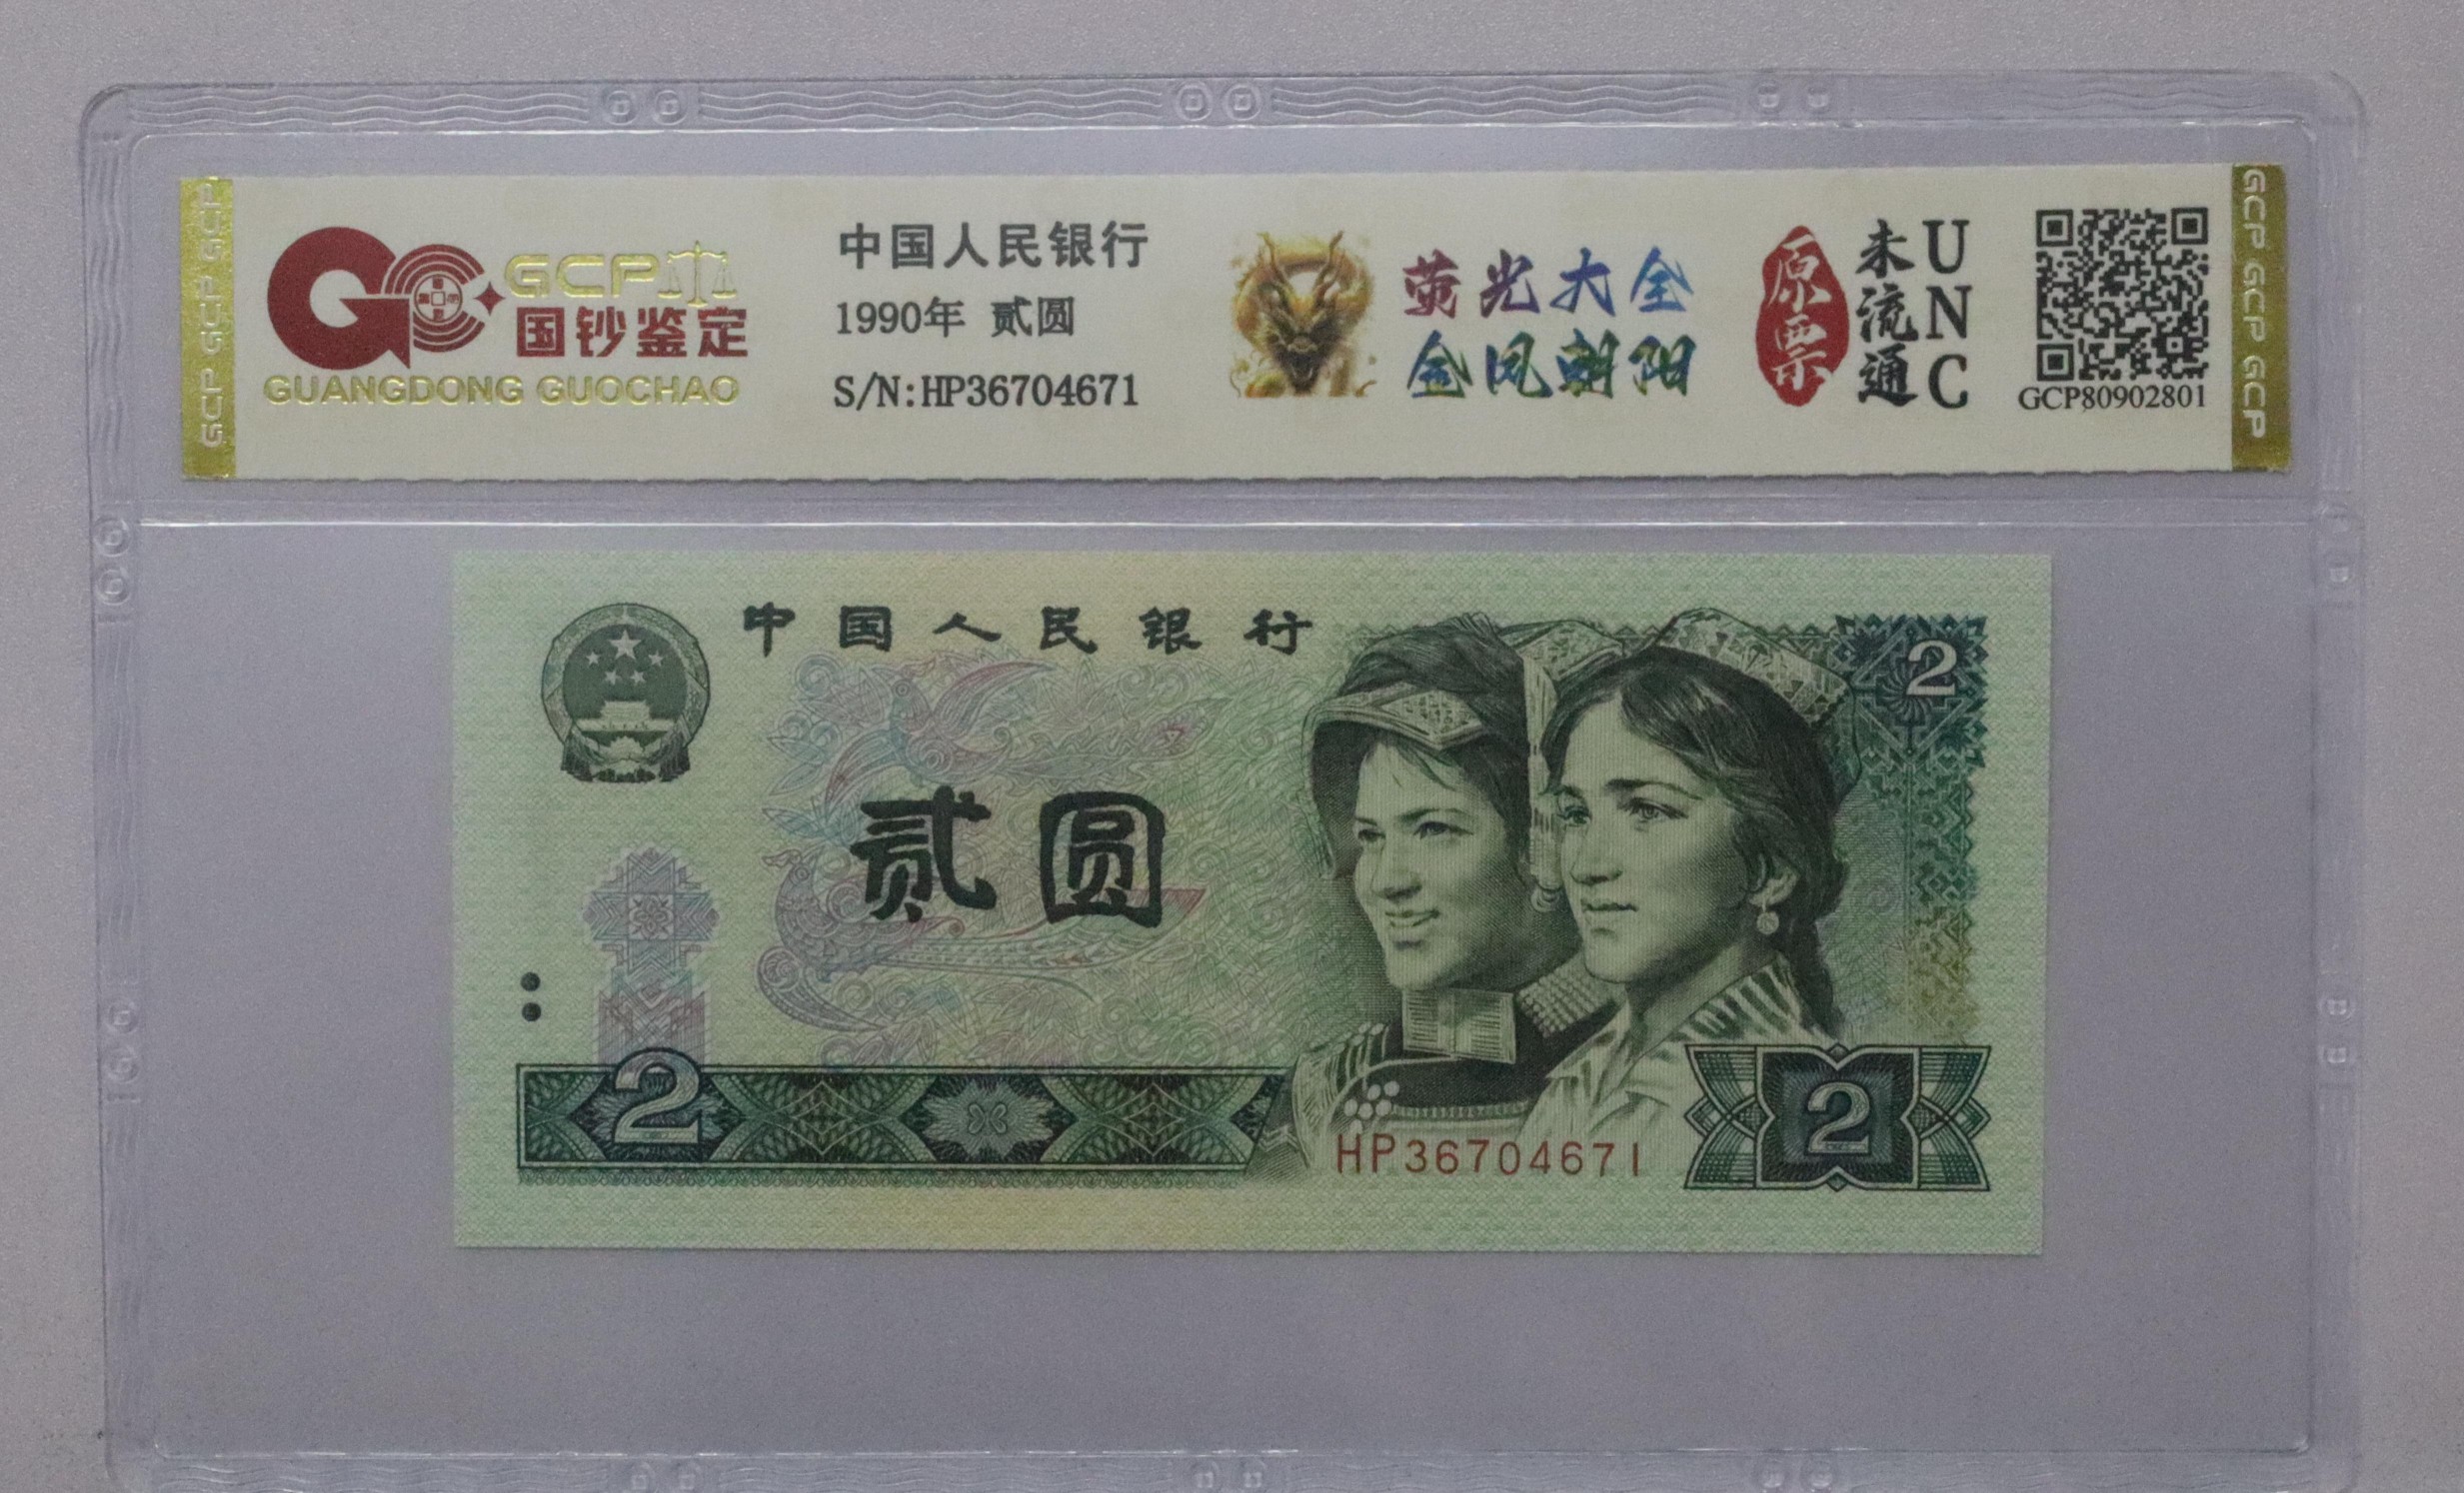 GCP GCP GCP
GCP
国钞鉴定
GUANGDONG GUOCHAO
中国人民银行
1990年 贰圆
S/N:HP36704671
荧光大全
金凤朝阳
原票
未流通
UNC
GCP80902801
GCP GCP GCP
中国人民银行
2
贰圆
2
HP36704671
2